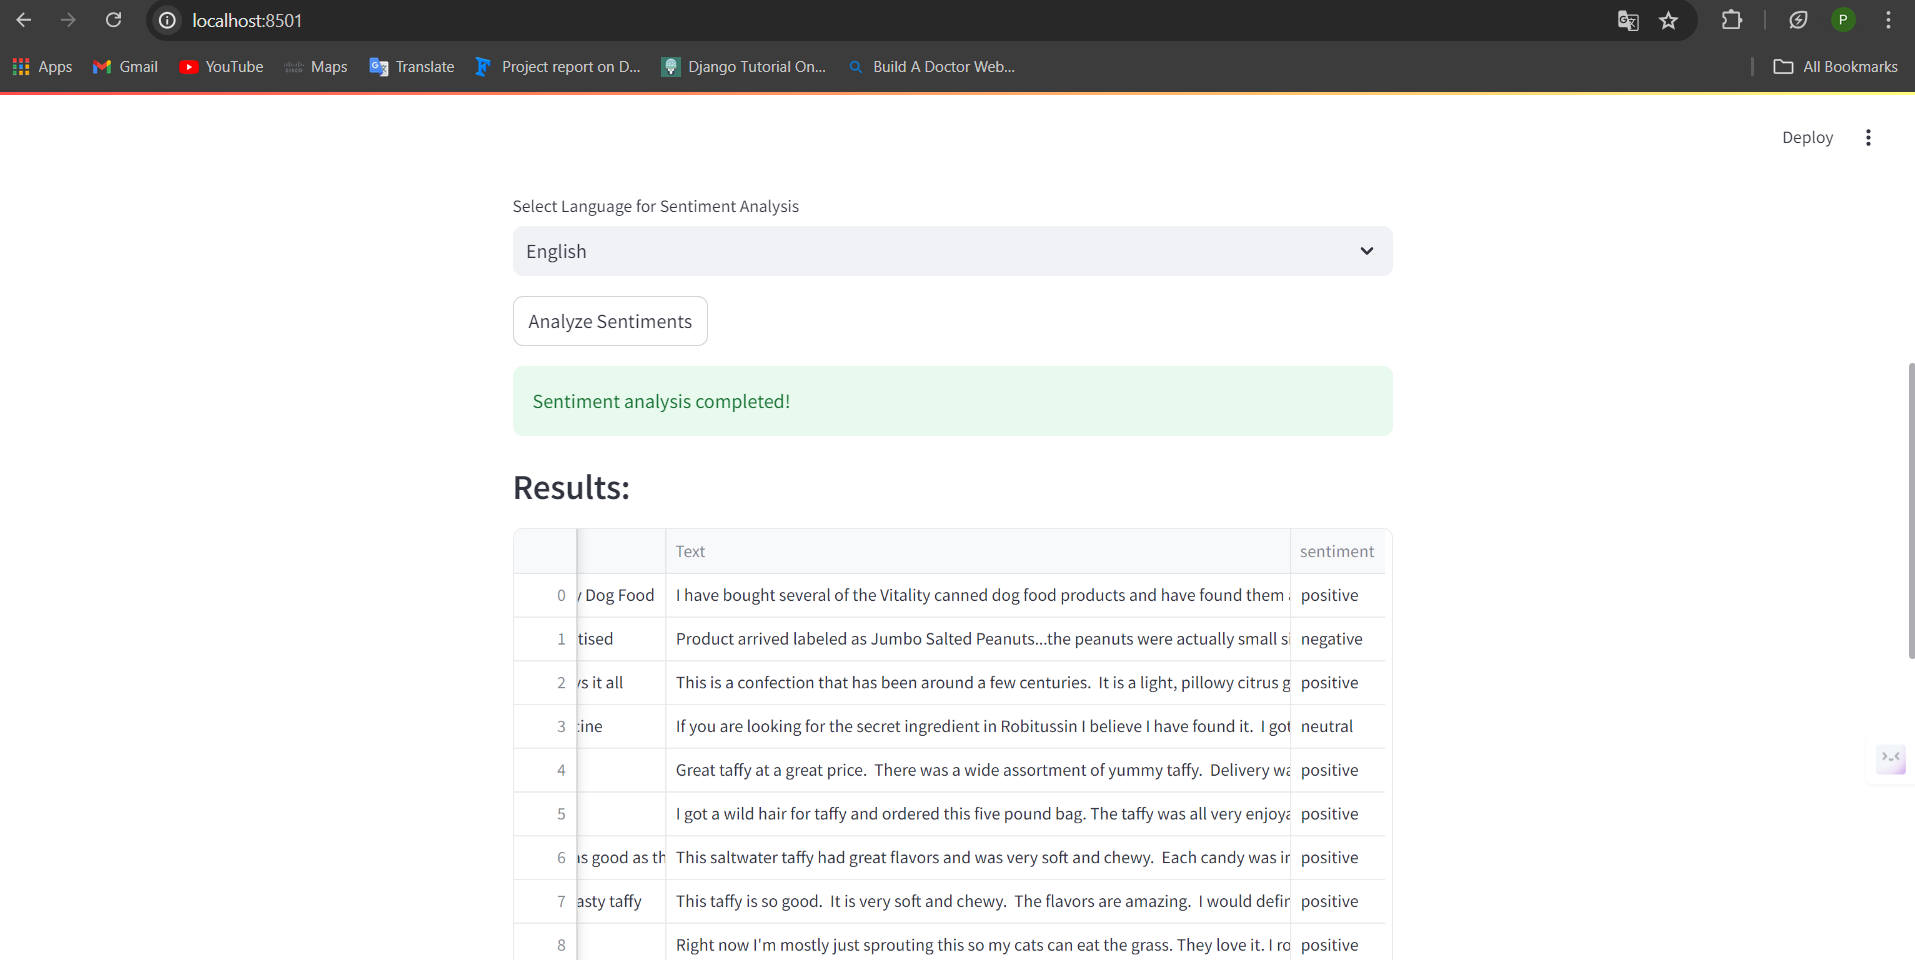 localhost:8501
P
Apps Gmail YouTube Maps Translate Project report on D... Django Tutorial On... Build A Doctor Web... All Bookmarks
Deploy
Select Language for Sentiment Analysis
English
Analyze Sentiments
Sentiment analysis completed!
Results:
Text sentiment
0 y Dog Food I have bought several of the Vitality canned dog food products and have found them positive
1 tised Product arrived labeled as Jumbo Salted Peanuts...the peanuts were actually small si negative
2 ys it all This is a confection that has been around a few centuries.  It is a light, pillowy citrus g positive
3 cine If you are looking for the secret ingredient in Robitussin I believe I have found it.  I got neutral
4 Great taffy at a great price.  There was a wide assortment of yummy taffy.  Delivery wa positive
5 I got a wild hair for taffy and ordered this five pound bag. The taffy was all very enjoya positive
6 as good as th This saltwater taffy had great flavors and was very soft and chewy.  Each candy was ir positive
7 asty taffy This taffy is so good.  It is very soft and chewy.  The flavors are amazing.  I would defir positive
8 Right now I'm mostly just sprouting this so my cats can eat the grass. They love it. I ro positive